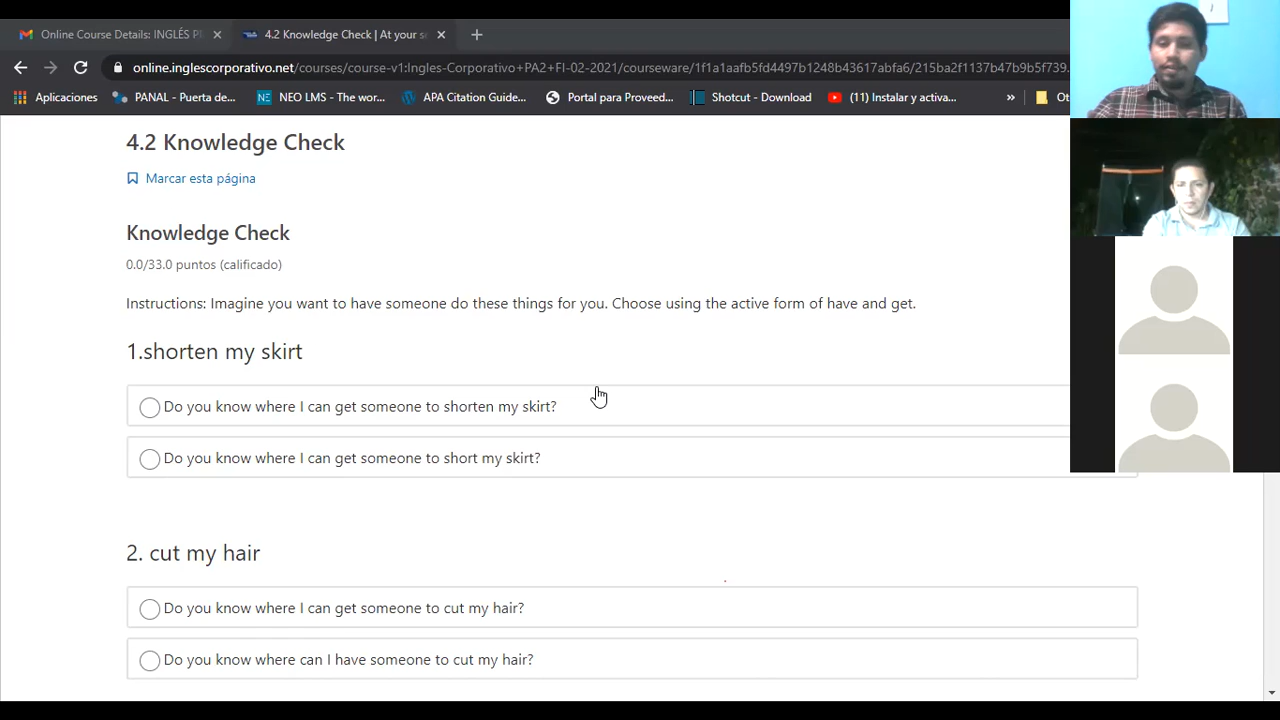 Online Course Details: INGLÉS P
4.2 Knowledge Check | At your s
online.inglescorporativo.net/courses/course-v1:Ingles-Corporativo+PA2+FI-02-2021/courseware/1f1a1aafb5fd4497b1248b43617abfa6/215ba2f1137b47b9b5f739
Aplicaciones
PANAL - Puerta de...
NEO LMS - The wor...
APA Citation Guide...
Portal para Proveed...
Shotcut - Download
(11) Instalar y activa...
»
Ot
4.2 Knowledge Check
Marcar esta página
Knowledge Check
0.0/33.0 puntos (calificado)
Instructions: Imagine you want to have someone do these things for you. Choose using the active form of have and get.
1.shorten my skirt
Do you know where I can get someone to shorten my skirt?
Do you know where I can get someone to short my skirt?
2. cut my hair
Do you know where I can get someone to cut my hair?
Do you know where can I have someone to cut my hair?